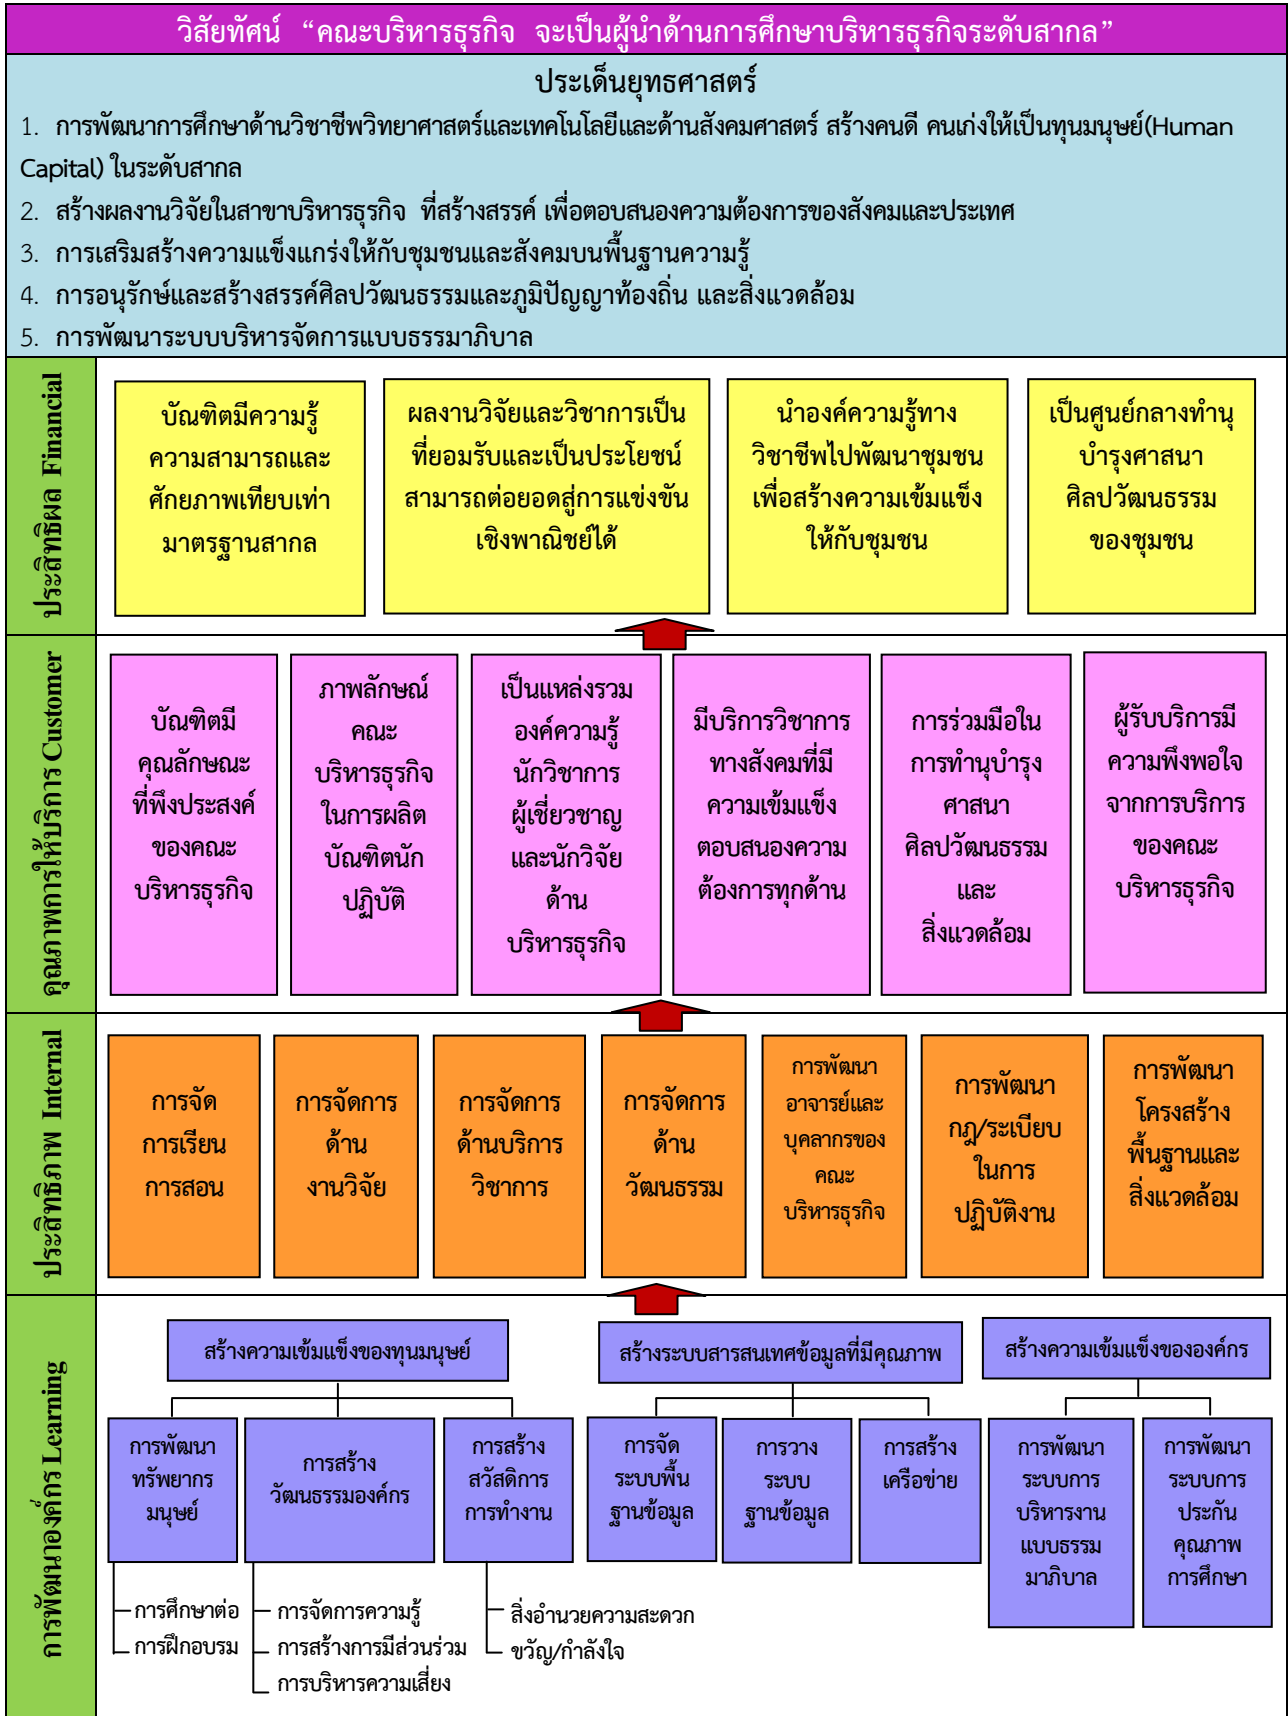 วิสัยทัศน์ “คณะบริหารธุรกิจ จะเป็นผู้นำด้านการศึกษาบริหารธุรกิจระดับสากล”
ประเด็นยุทธศาสตร์
1. การพัฒนาการศึกษาด้านวิชาชีพวิทยาศาสตร์และเทคโนโลยีและด้านสังคมศาสตร์ สร้างคนดี คนเก่งให้เป็นทุนมนุษย์(Human
Capital) ในระดับสากล
2. สร้างผลงานวิจัยในสาขาบริหารธุรกิจ ที่สร้างสรรค์ เพื่อตอบสนองความต้องการของสังคมและประเทศ
3. การเสริมสร้างความแข็งแกร่งให้กับชุมชนและสังคมบนพื้นฐานความรู้
4. การอนุรักษ์และสร้างสรรค์ศิลปวัฒนธรรมและภูมิปัญญาท้องถิ่น และสิ่งแวดล้อม
5. การพัฒนาระบบบริหารจัดการแบบธรรมาภิบาล
ประสิทธิผล Financial
บัณฑิตมีความรู้
ความสามารถและ
ศักยภาพเทียบเท่า
มาตรฐานสากล
ผลงานวิจัยและวิชาการเป็น
ที่ยอมรับและเป็นประโยชน์
สามารถต่อยอดสู่การแข่งขัน
เชิงพาณิชย์ได้
นำองค์ความรู้ทาง
วิชาชีพไปพัฒนาชุมชน
เพื่อสร้างความเข้มแข็ง
ให้กับชุมชน
เป็นศูนย์กลางทำนุ
บำรุงศาสนา
ศิลปวัฒนธรรม
ของชุมชน
คุณภาพการให้บริการ Customer
บัณฑิตมี
คุณลักษณะ
ที่พึงประสงค์
ของคณะ
บริหารธุรกิจ
ภาพลักษณ์
คณะ
บริหารธุรกิจ
ในการผลิต
บัณฑิตนัก
ปฏิบัติ
เป็นแหล่งรวม
องค์ความรู้
นักวิชาการ
ผู้เชี่ยวชาญ
และนักวิจัย
ด้าน
บริหารธุรกิจ
มีบริการวิชาการ
ทางสังคมที่มี
ความเข้มแข็ง
ตอบสนองความ
ต้องการทุกด้าน
การร่วมมือใน
การทำนุบำรุง
ศาสนา
ศิลปวัฒนธรรม
และ
สิ่งแวดล้อม
ผู้รับบริการมี
ความพึงพอใจ
จากการบริการ
ของคณะ
บริหารธุรกิจ
ประสิทธิภาพ Internal
การจัด
การเรียน
การสอน
การจัดการ
ด้าน
งานวิจัย
การจัดการ
ด้านบริการ
วิชาการ
การจัดการ
ด้าน
วัฒนธรรม
การพัฒนา
อาจารย์และ
บุคลากรของ
คณะ
บริหารธุรกิจ
การพัฒนา
กฎ/ระเบียบ
ในการ
ปฏิบัติงาน
การพัฒนา
โครงสร้าง
พื้นฐานและ
สิ่งแวดล้อม
การพัฒนาองค์กร Learning
สร้างความเข้มแข็งของทุนมนุษย์
สร้างระบบสารสนเทศข้อมูลที่มีคุณภาพ
สร้างความเข้มแข็งขององค์กร
การพัฒนา
ทรัพยากร
มนุษย์
การสร้าง
วัฒนธรรมองค์กร
การสร้าง
สวัสดิการ
การทำงาน
การจัด
ระบบพื้น
ฐานข้อมูล
การวาง
ระบบ
ฐานข้อมูล
การสร้าง
เครือข่าย
การพัฒนา
ระบบการ
บริหารงาน
แบบธรรม
มาภิบาล
การพัฒนา
ระบบการ
ประกัน
คุณภาพ
การศึกษา
การศึกษาต่อ
การฝึกอบรม
การจัดการความรู้
การสร้างการมีส่วนร่วม
การบริหารความเสี่ยง
สิ่งอำนวยความสะดวก
ขวัญ/กำลังใจ